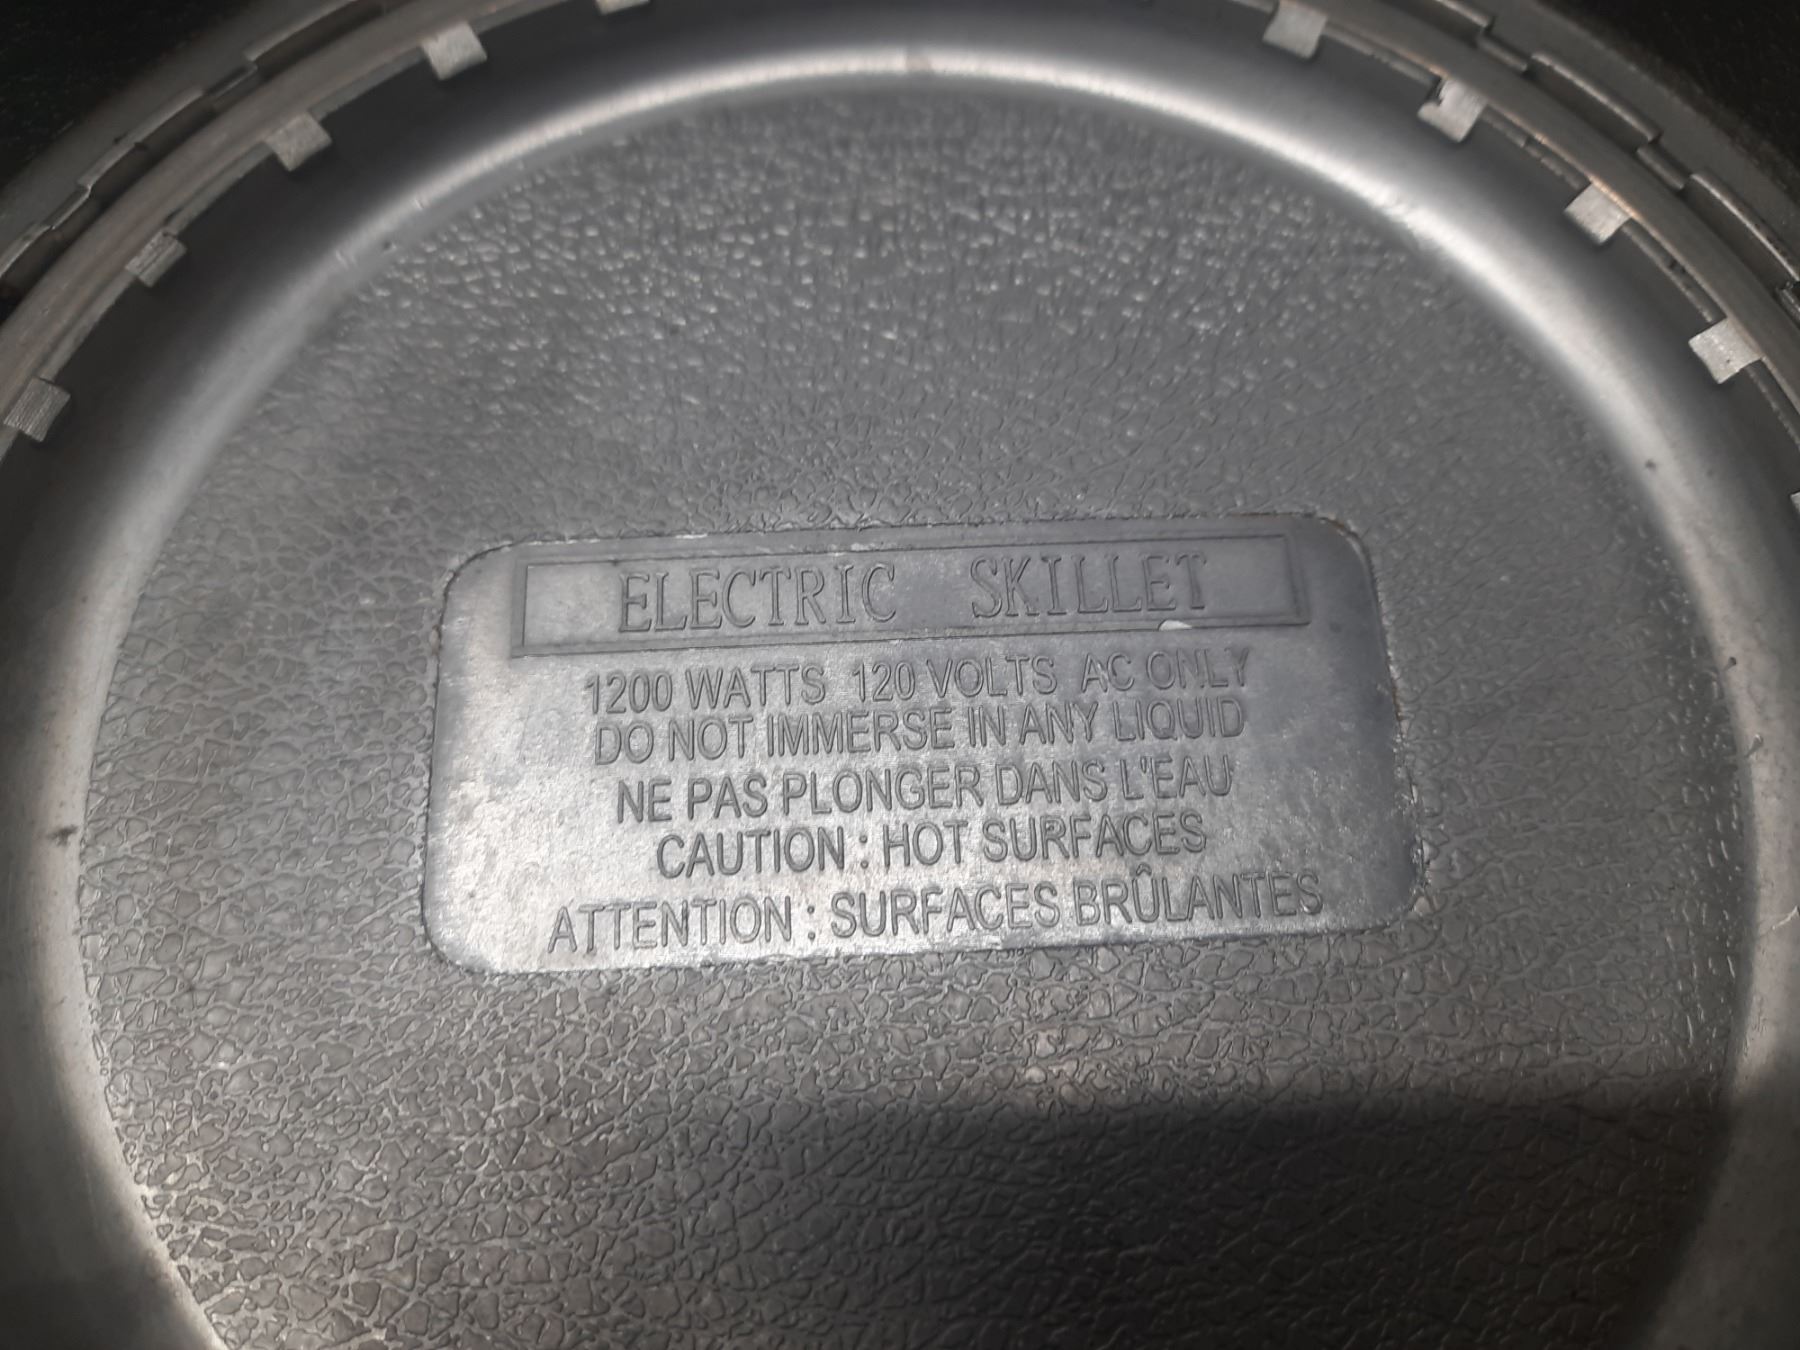 ELECTRIC SKILLET
1200 WATTS 120 VOLTS AC ONLY
DO NOT IMMERSE IN ANY LIQUID
NE PAS PLONGER DANS L'EAU
CAUTION : HOT SURFACES
ATTENTION : SURFACES BRÛLANTES